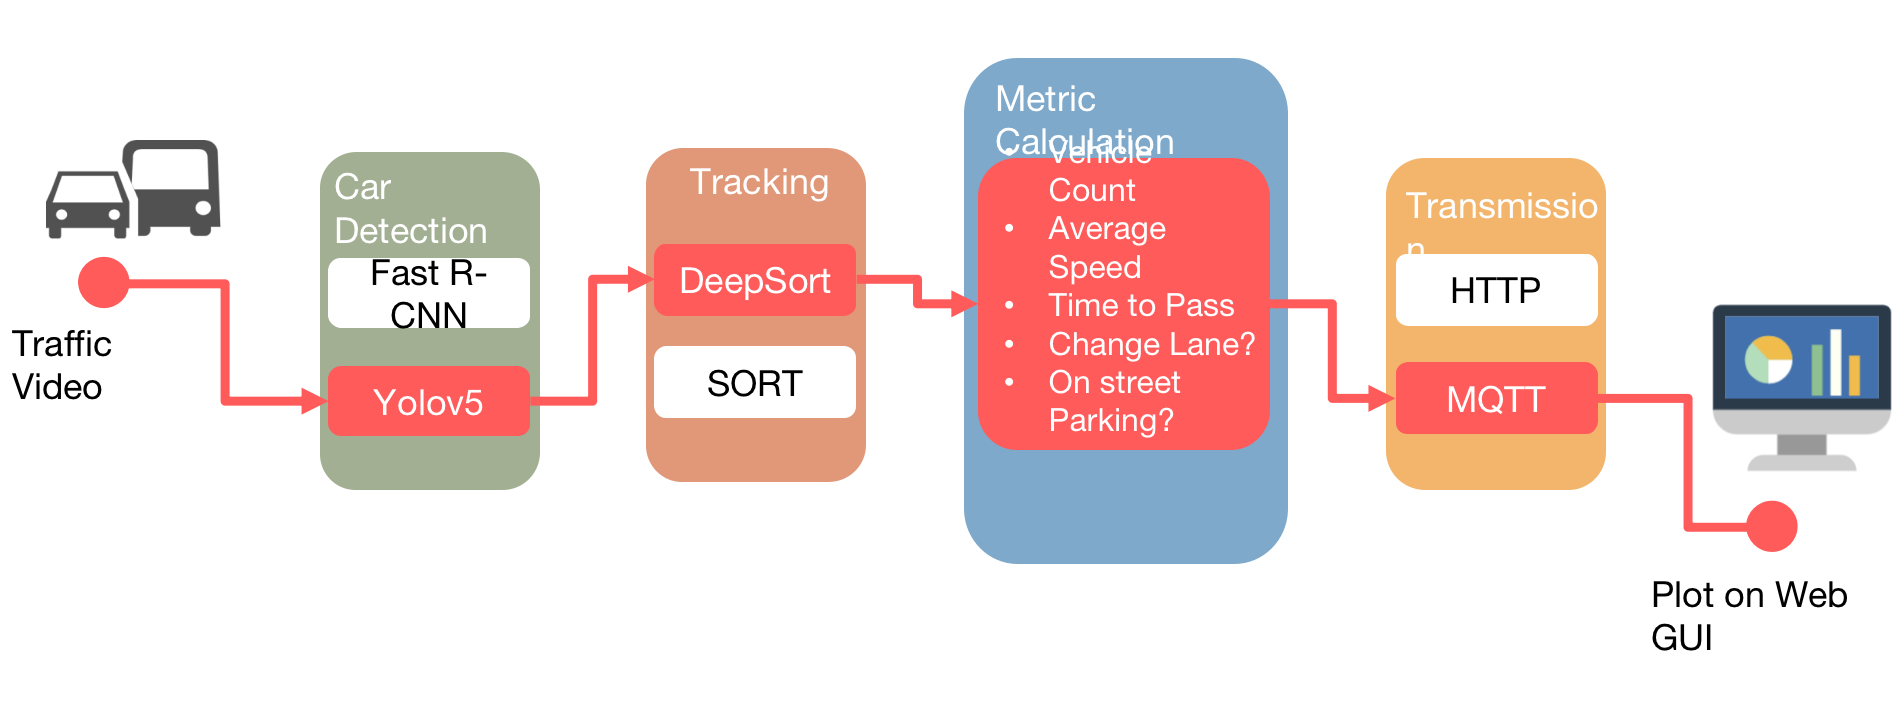 Traffic
Video
Car
Detection
Fast R-
CNN
Yolov5
Tracking
DeepSort
SORT
Metric
Calculation
• Vehicle
Count
• Average
Speed
• Time to Pass
• Change Lane?
• On street
Parking?
Transmissio
n
HTTP
MQTT
Plot on Web
GUI